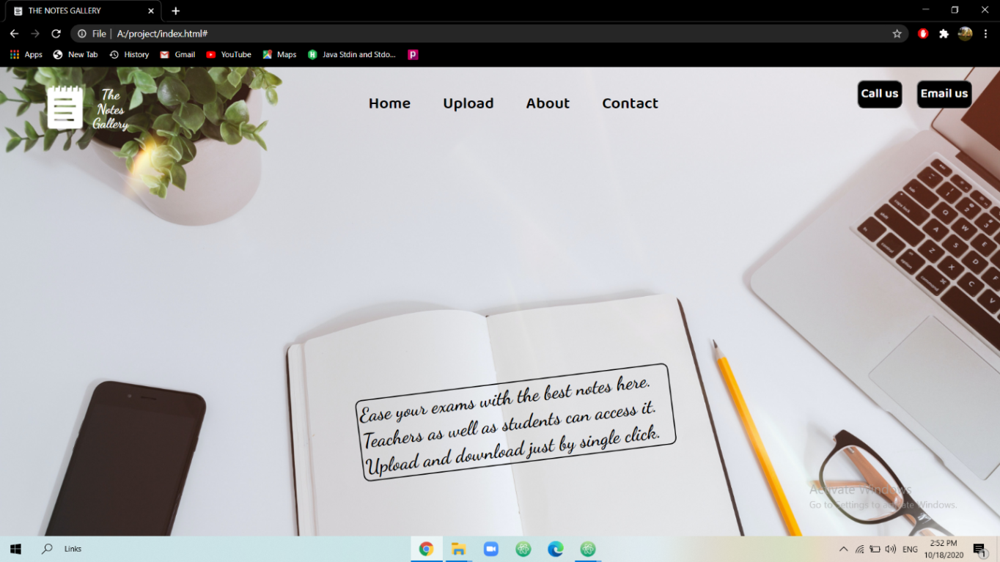 THE NOTES GALLERY
File | A:/project/index.html#
Apps New Tab History Gmail YouTube Maps Java Stdin and Stdo...
The
Notes
Gallery
Home Upload About Contact
Call us Email us
Ease your exams with the best notes here.
Teachers as well as students can access it.
Upload and download just by single click.
Activate Windows
Go to Settings to activate Windows.
Links
ENG
2:52 PM
10/18/2020
1